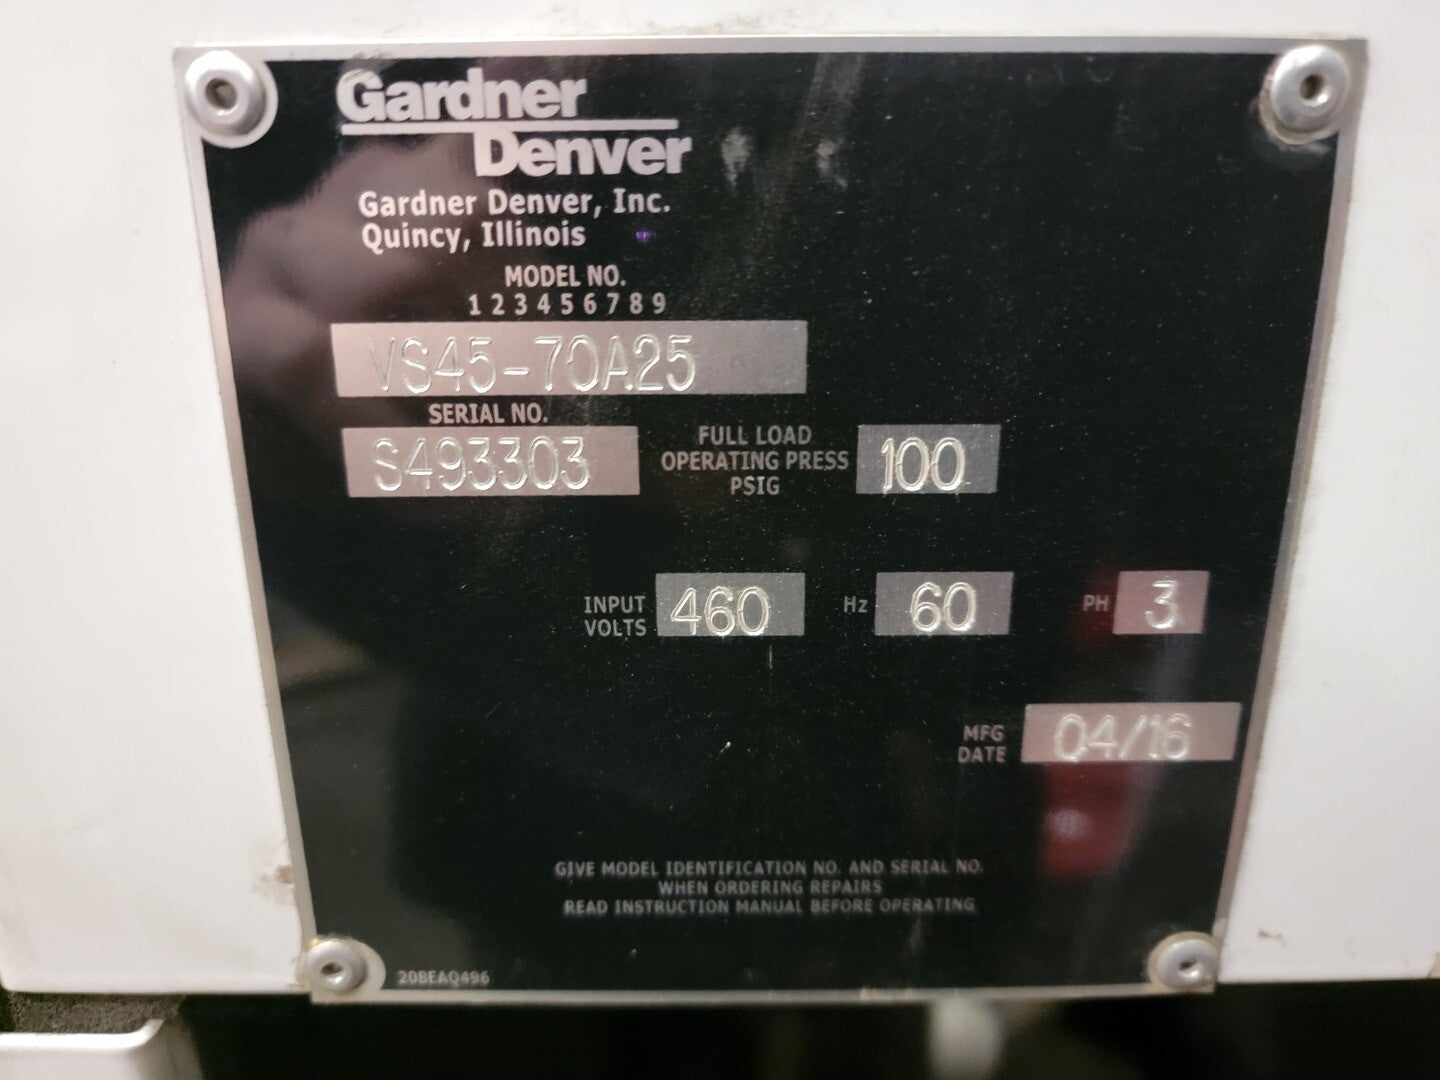 Gardner
Denver
Gardner Denver, Inc.
Quincy, Illinois
MODEL NO.
1 2 3 4 5 6 7 8 9
VS45-70A25
SERIAL NO.
S493303
FULL LOAD
OPERATING PRESS
PSIG
100
INPUT
VOLTS
460
Hz
60
PH
3
MFG
DATE
04/16
GIVE MODEL IDENTIFICATION NO. AND SERIAL NO.
WHEN ORDERING REPAIRS
READ INSTRUCTION MANUAL BEFORE OPERATING
208EAQ496